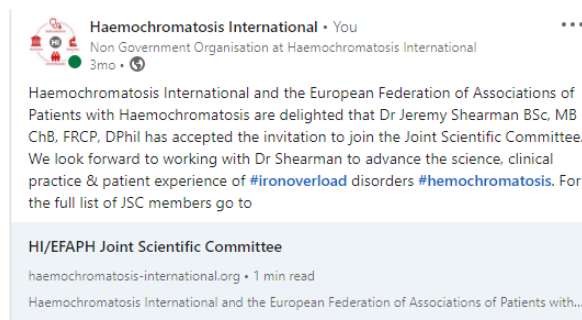 Haemochromatosis International • You
Non Government Organisation at Haemochromatosis International
3mo •
Haemochromatosis International and the European Federation of Associations of
Patients with Haemochromatosis are delighted that Dr Jeremy Shearman BSc, MB
ChB, FRCP, DPhil has accepted the invitation to join the Joint Scientific Committee.
We look forward to working with Dr Shearman to advance the science, clinical
practice & patient experience of #ironoverload disorders #hemochromatosis. For
the full list of JSC members go to
HI/EFAPH Joint Scientific Committee
haemochromatosis-international.org • 1 min read
Haemochromatosis International and the European Federation of Associations of Patients with...